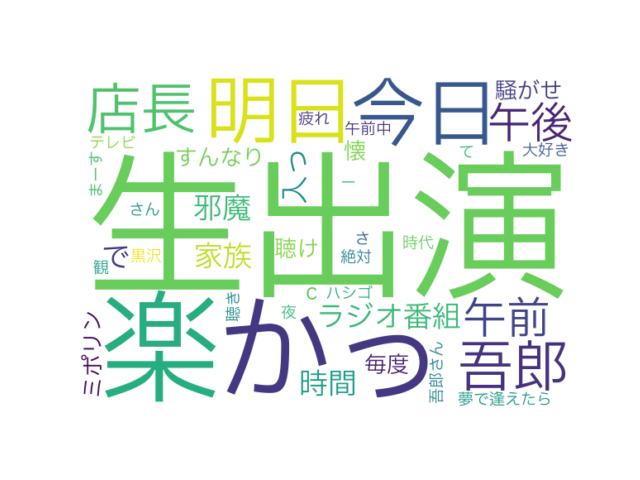 店長
明日
今日
騒がせ
疲れ
午前中
午後
テレビ
すんなり
懐
て
大好き
まーす
入っ
生出演
さん
邪魔
ー
で
黒沢
家族
聴け
さ
絶対
時代
観
C
ハシゴ
楽かっ
聴き
夜
ラジオ番組
午前
ミポリン
時間
毎度
吾郎さん
吾郎
夢で逢えたら